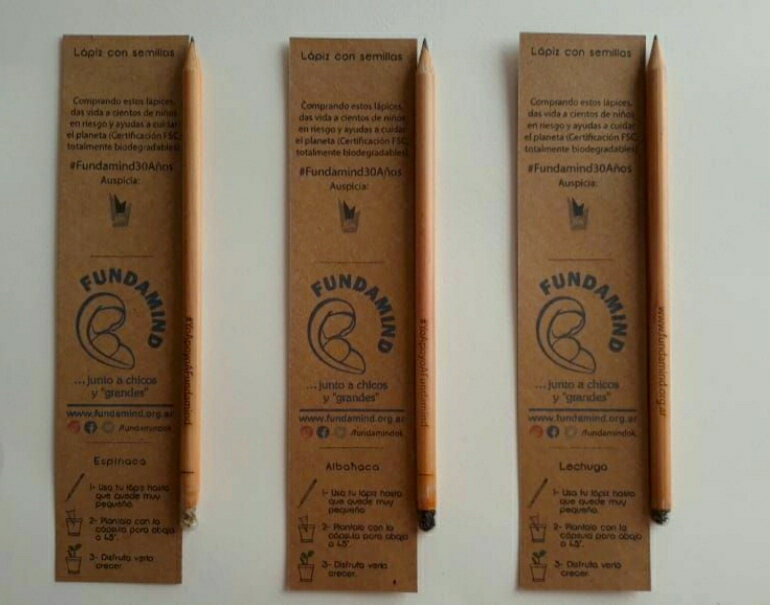 Lápiz con semillas
Comprando estos lápices,
das vida a cientos de niños
en riesgo y ayudas a cuidar
el planeta (Certificación FSC,
totalmente biodegradables)
#Fundamind30Años
Auspicia:
FUNDAMIND
...junto a chicos
y "grandes"
www.fundamind.org.ar
/fundamindok
Espinaca
1- Usa tu lápiz hasta
que quede muy
pequeño.
2- Plantalo con la
cápsula para abajo
a 45°.
3- Disfruta verlo
crecer.
#YoApoyoAFundamind
Lápiz con semillas
Comprando estos lápices,
das vida a cientos de niños
en riesgo y ayudas a cuidar
el planeta (Certificación FSC,
totalmente biodegradables)
#Fundamind30Años
Auspicia:
FUNDAMIND
...junto a chicos
y "grandes"
www.fundamind.org.ar
/fundamindok
Albahaca
1- Usa tu lápiz hasta
que quede muy
pequeño.
2- Plantalo con la
cápsula para abajo
a 45°.
3- Disfruta verlo
crecer.
#YoApoyoAFundamind
Lápiz con semillas
Comprando estos lápices,
das vida a cientos de niños
en riesgo y ayudas a cuidar
el planeta (Certificación FSC,
totalmente biodegradables)
#Fundamind30Años
Auspicia:
FUNDAMIND
...junto a chicos
y "grandes"
www.fundamind.org.ar
/fundamindok
Lechuga
1- Usa tu lápiz hasta
que quede muy
pequeño.
2- Plantalo con la
cápsula para abajo
a 45°.
3- Disfruta verlo
crecer.
www.fundamind.org.ar